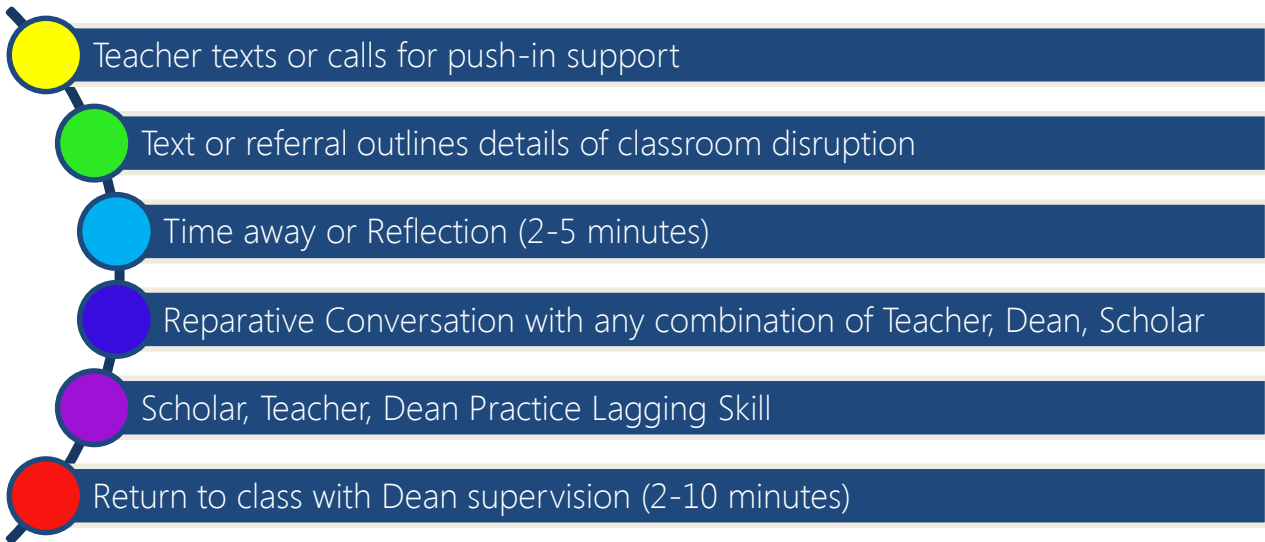 Teacher texts or calls for push-in support
Text or referral outlines details of classroom disruption
Time away or Reflection (2-5 minutes)
Reparative Conversation with any combination of Teacher, Dean, Scholar
Scholar, Teacher, Dean Practice Lagging Skill
Return to class with Dean supervision (2-10 minutes)